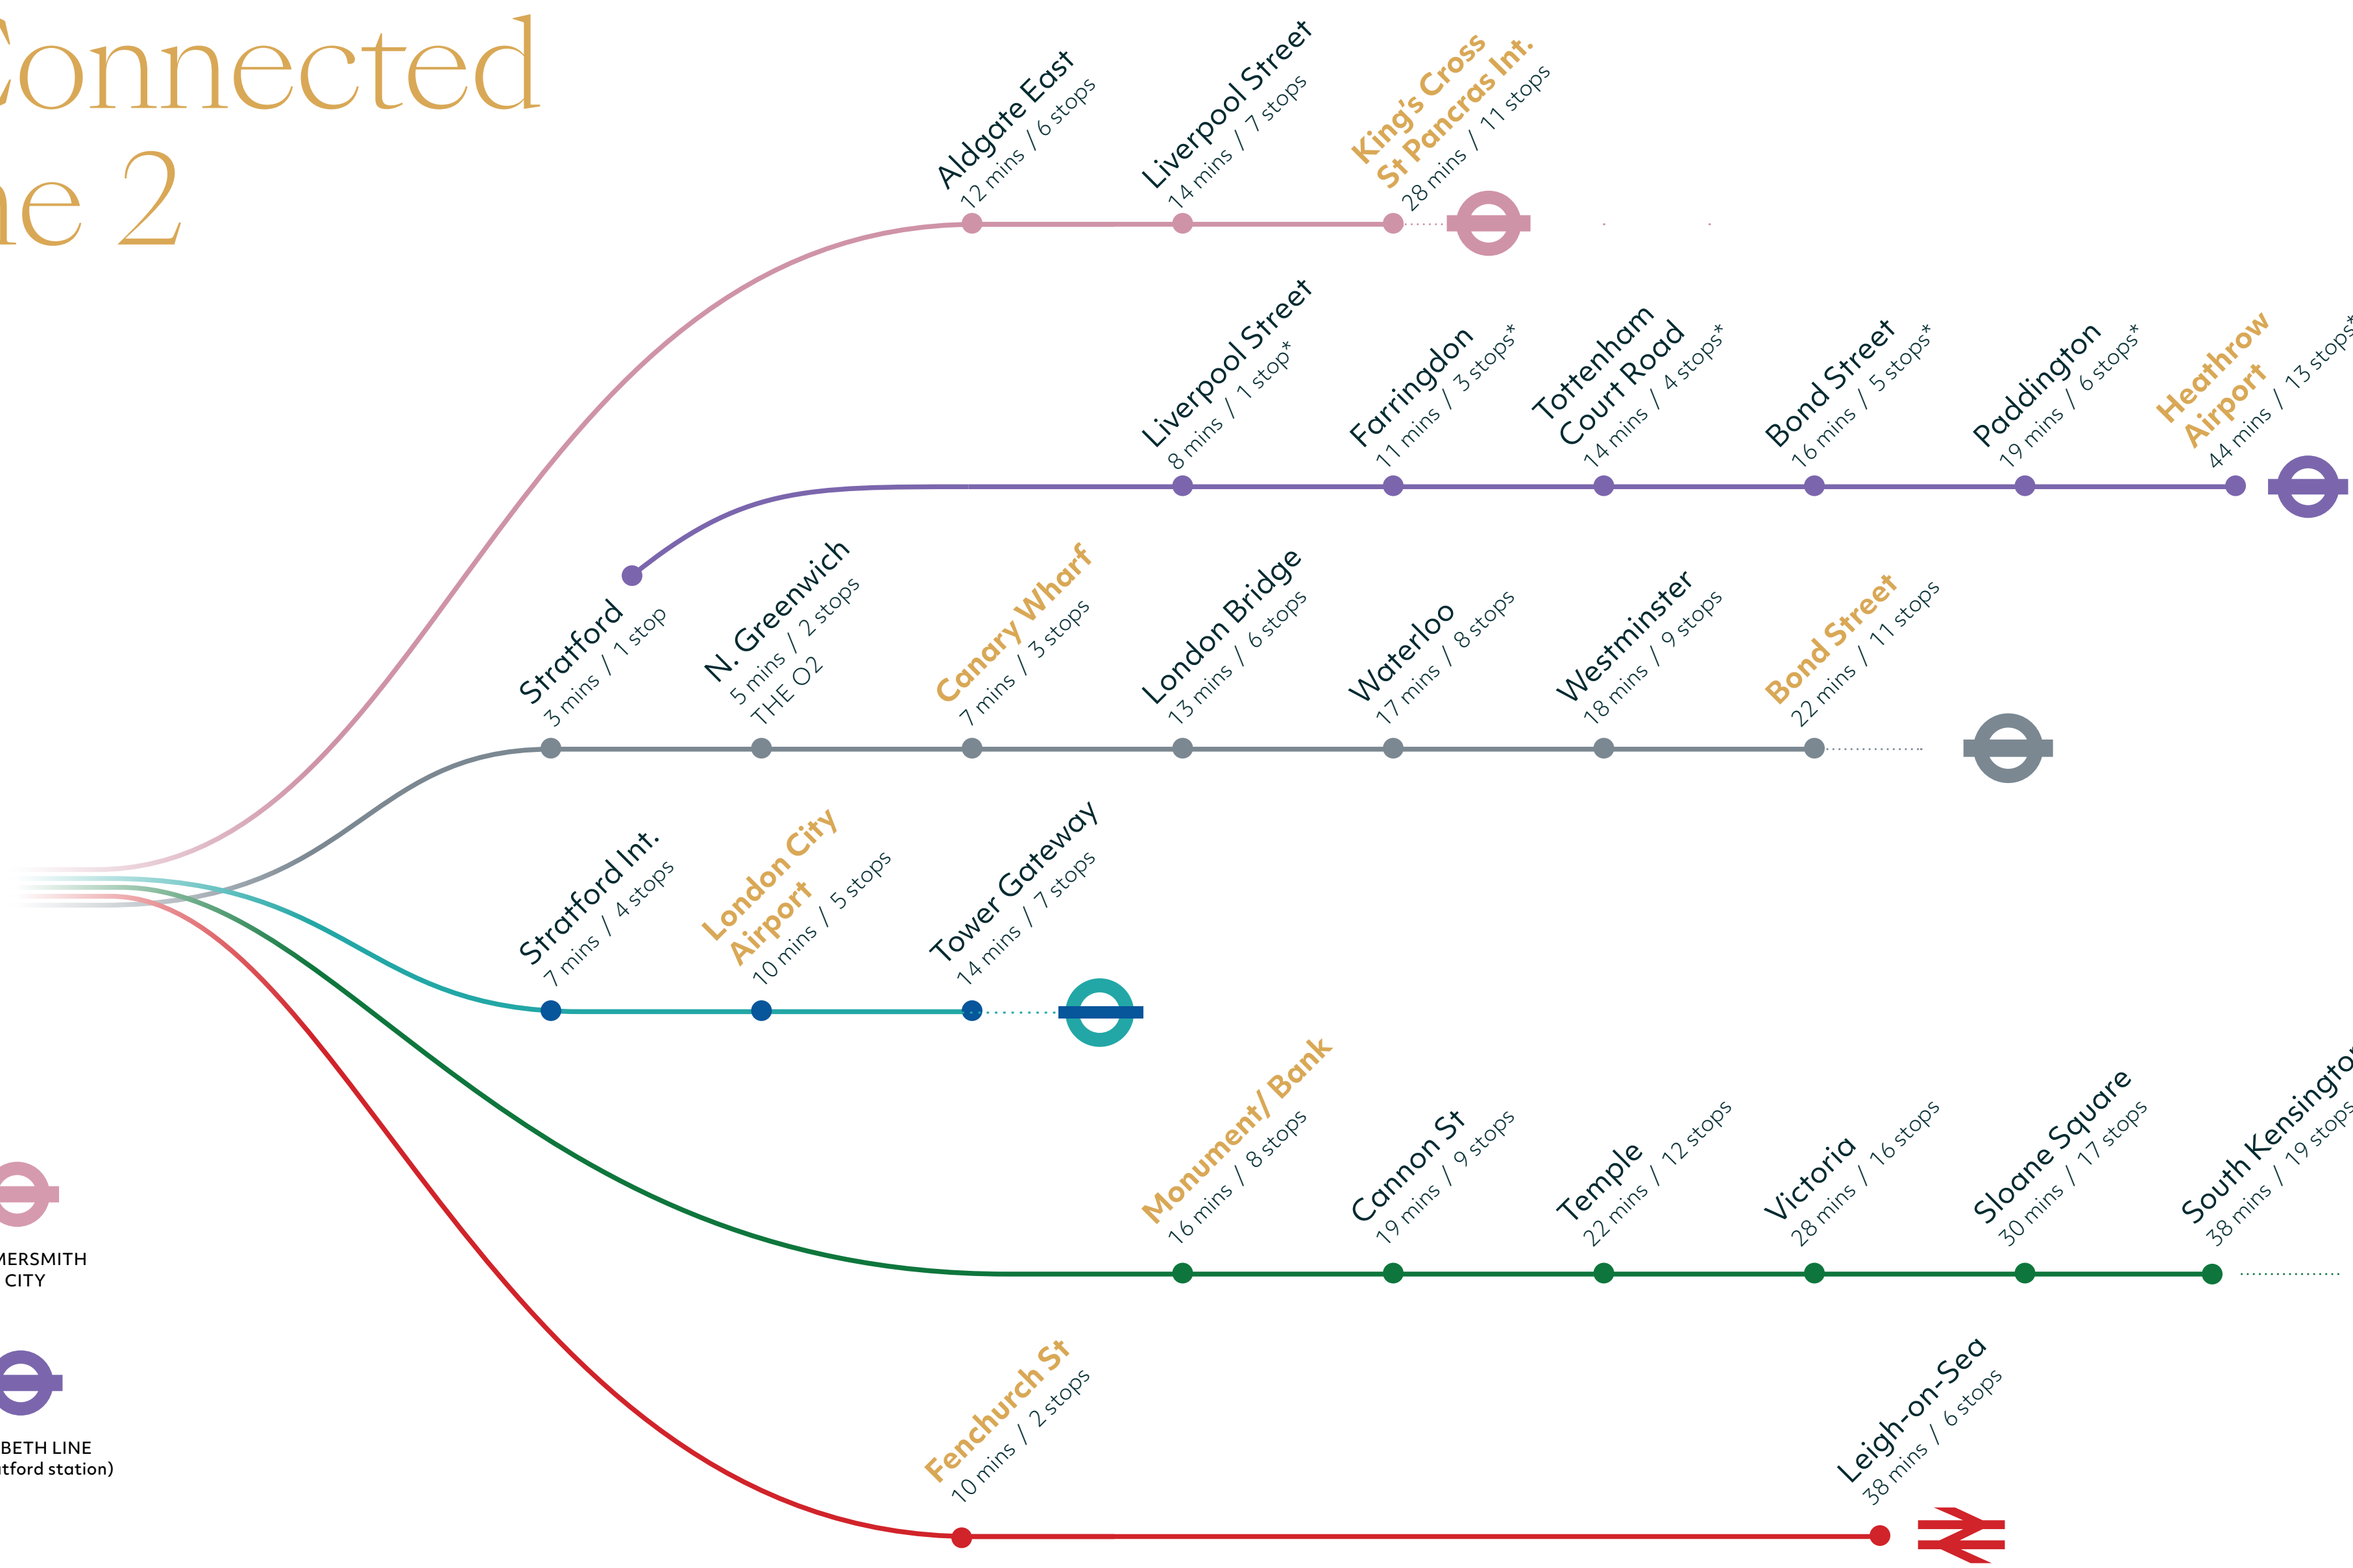 Connected
ne 2
Aldgate East
12 mins / 6 stops
Liverpool Street
14 mins / 7 stops
King's Cross
St Pancras Int.
28 mins / 11 stops
Liverpool Street
8 mins / 1 stop*
Farringdon
11 mins / 3 stops*
Tottenham
Court Road
14 mins / 4 stops*
Bond Street
16 mins / 5 stops*
Paddington
19 mins / 6 stops*
Heathrow
Airport
44 mins / 13 stops*
Stratford
3 mins / 1 stop
N. Greenwich
5 mins / 2 stops
THE O2
Canary Wharf
7 mins / 3 stops
London Bridge
13 mins / 6 stops
Waterloo
17 mins / 8 stops
Westminster
18 mins / 9 stops
Bond Street
22 mins / 11 stops
Stratford Int.
7 mins / 4 stops
London City
Airport
10 mins / 5 stops
Tower Gateway
14 mins / 7 stops
Monument/ Bank
16 mins / 8 stops
Cannon St
19 mins / 9 stops
Temple
22 mins / 12 stops
Victoria
28 mins / 16 stops
Sloane Square
30 mins / 17 stops
South Kensington
38 mins / 19 stops
MERSMITH
CITY
BETH LINE
tford station)
Fenchurch St
10 mins / 2 stops
Leigh-on-Sea
38 mins / 6 stops